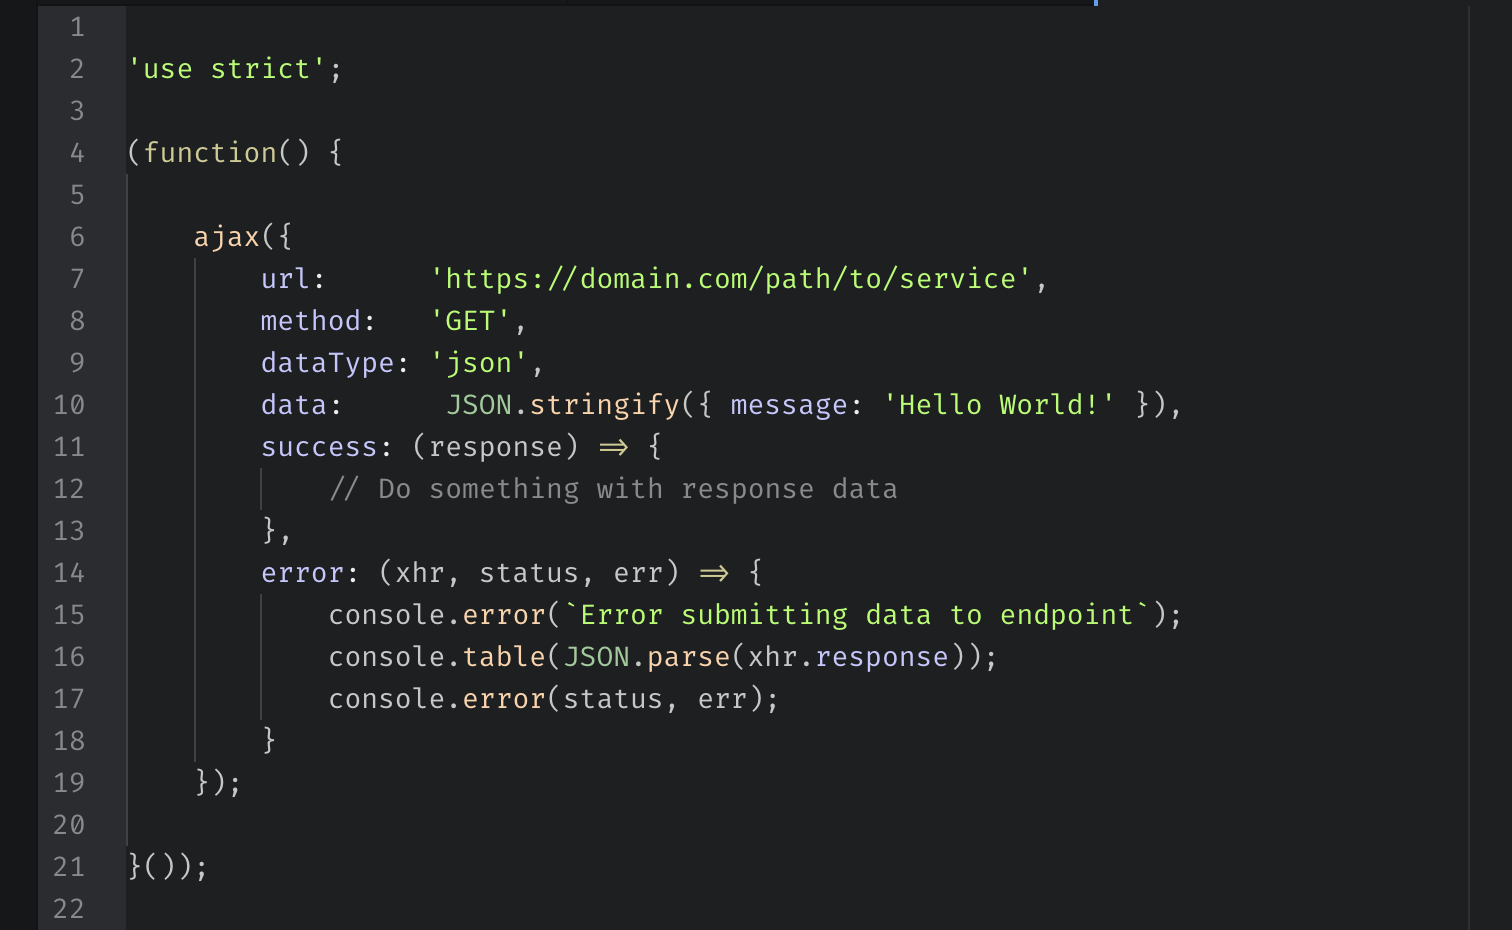 1
2 'use strict';
3
4 (function() {
5
6     ajax({
7         url:      'https://domain.com/path/to/service',
8         method:   'GET',
9         dataType: 'json',
10         data:      JSON.stringify({ message: 'Hello World!' }),
11         success: (response) => {
12             // Do something with response data
13         },
14         error: (xhr, status, err) => {
15             console.error(`Error submitting data to endpoint`);
16             console.table(JSON.parse(xhr.response));
17             console.error(status, err);
18         }
19     });
20
21 }());
22